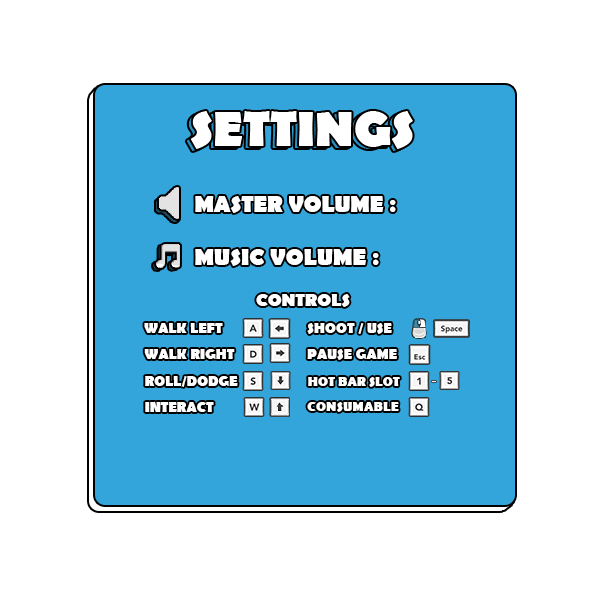 SETTINGS
MASTER VOLUME :
MUSIC VOLUME :
CONTROLS
WALK LEFT A ← SHOOT / USE Space
WALK RIGHT D → PAUSE GAME Esc
ROLL/DODGE S ↓ HOT BAR SLOT 1 - 5
INTERACT W ↑ CONSUMABLE Q